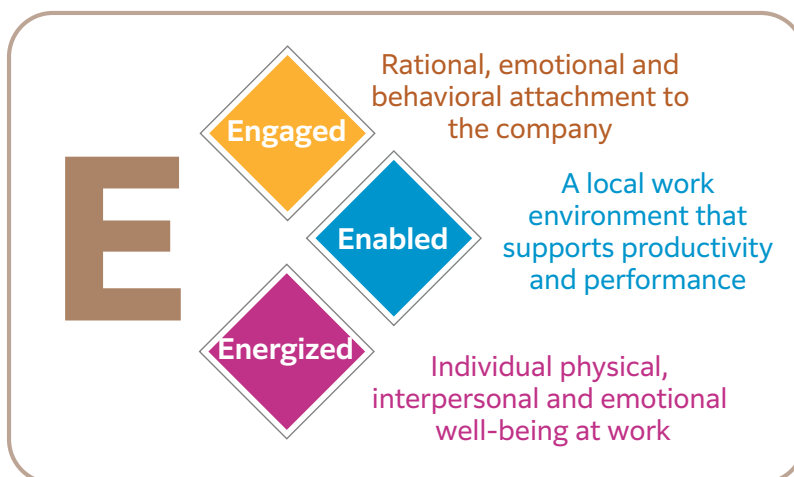 E
Engaged
Rational, emotional and
behavioral attachment to
the company
Enabled
A local work
environment that
supports productivity
and performance
Energized
Individual physical,
interpersonal and emotional
well-being at work